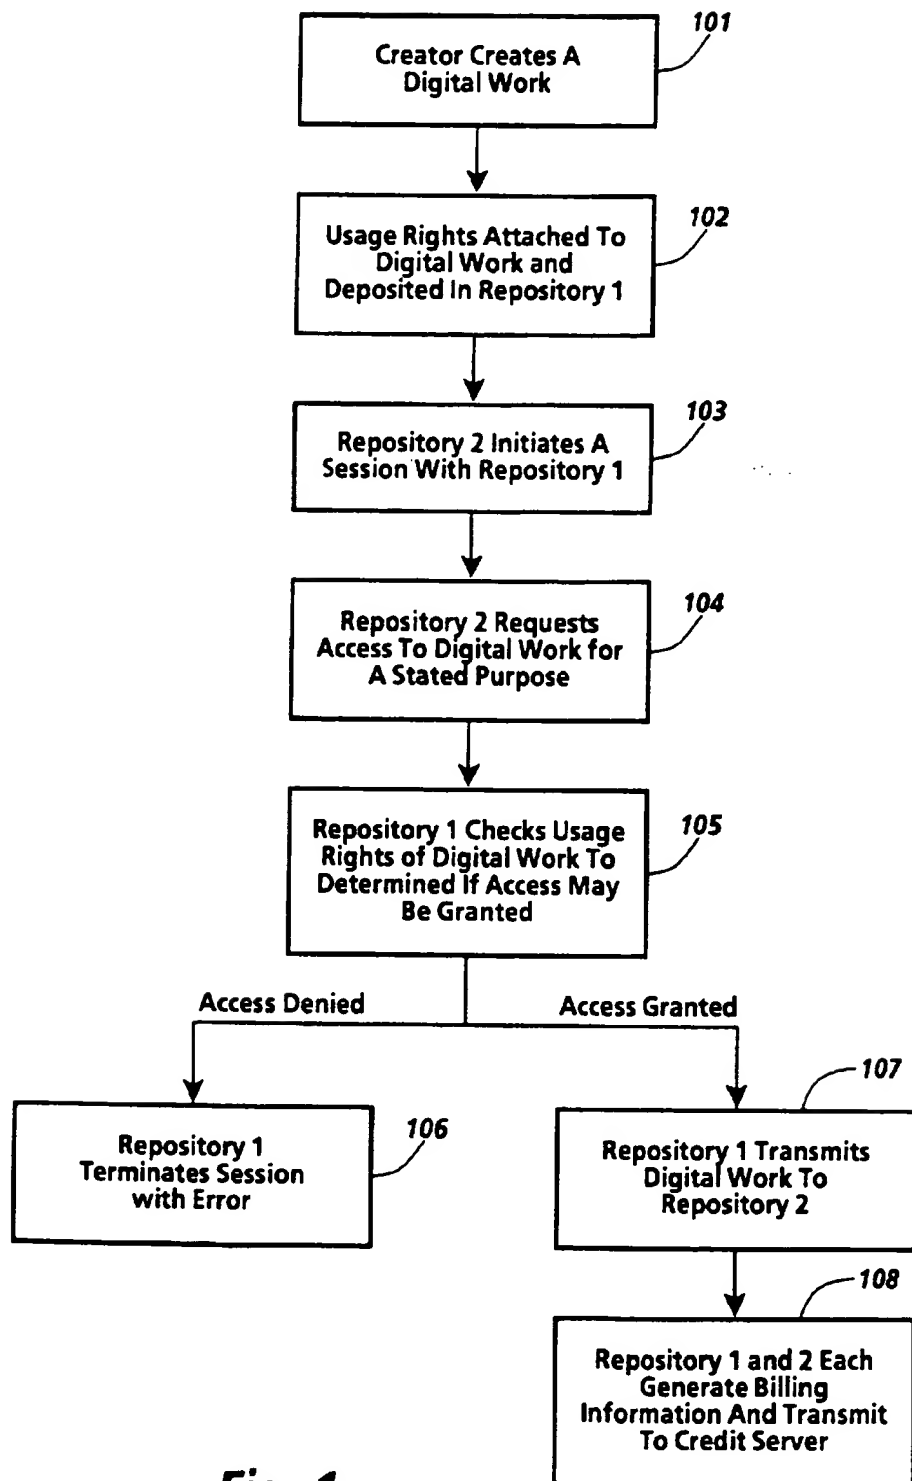 101
Creator Creates A
Digital Work
102
Usage Rights Attached To
Digital Work and
Deposited In Repository 1
103
Repository 2 Initiates A
Session With Repository 1
104
Repository 2 Requests
Access To Digital Work for
A Stated Purpose
105
Repository 1 Checks Usage
Rights of Digital Work To
Determined If Access May
Be Granted
Access Denied
Access Granted
106
Repository 1
Terminates Session
with Error
107
Repository 1 Transmits
Digital Work To
Repository 2
108
Repository 1 and 2 Each
Generate Billing
Information And Transmit
To Credit Server
Fig. 1